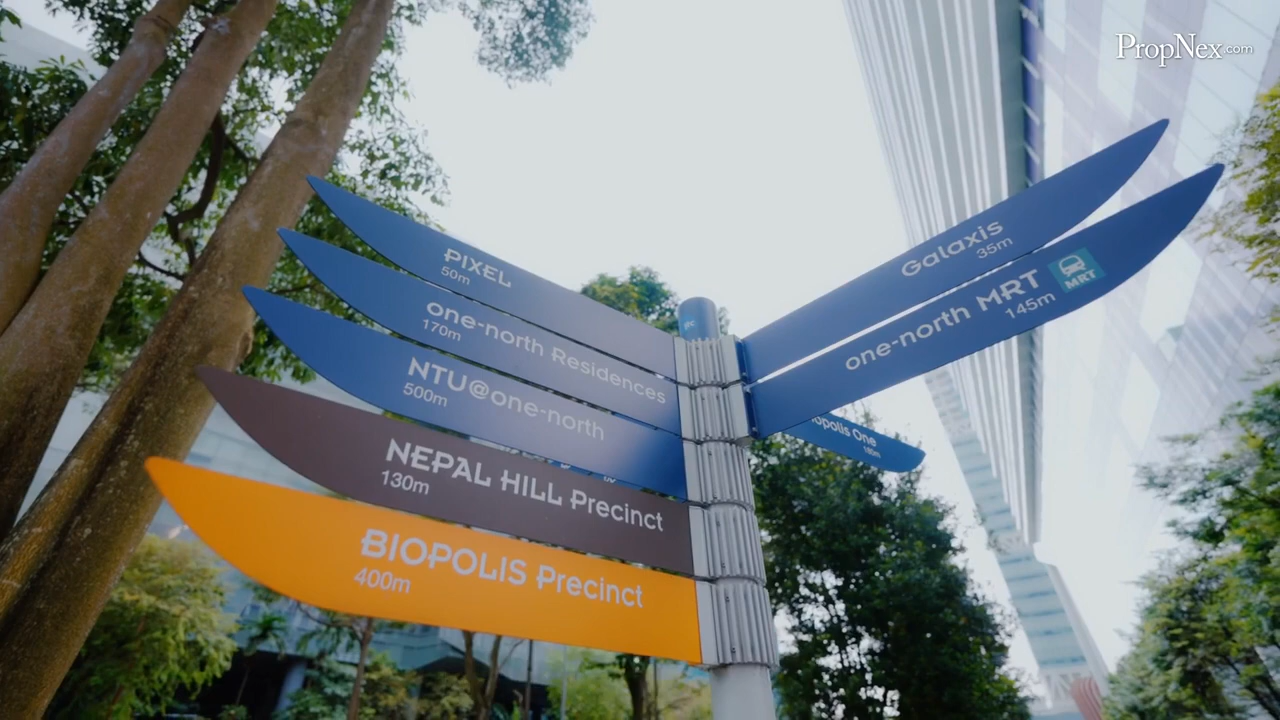 PropNex.com
PIXEL
50m
one-north Residences
170m
NTU@one-north
500m
NEPAL HILL Precinct
130m
BIOPOLIS Precinct
400m
Galaxis
35m
one-north MRT
MRT
145m
One